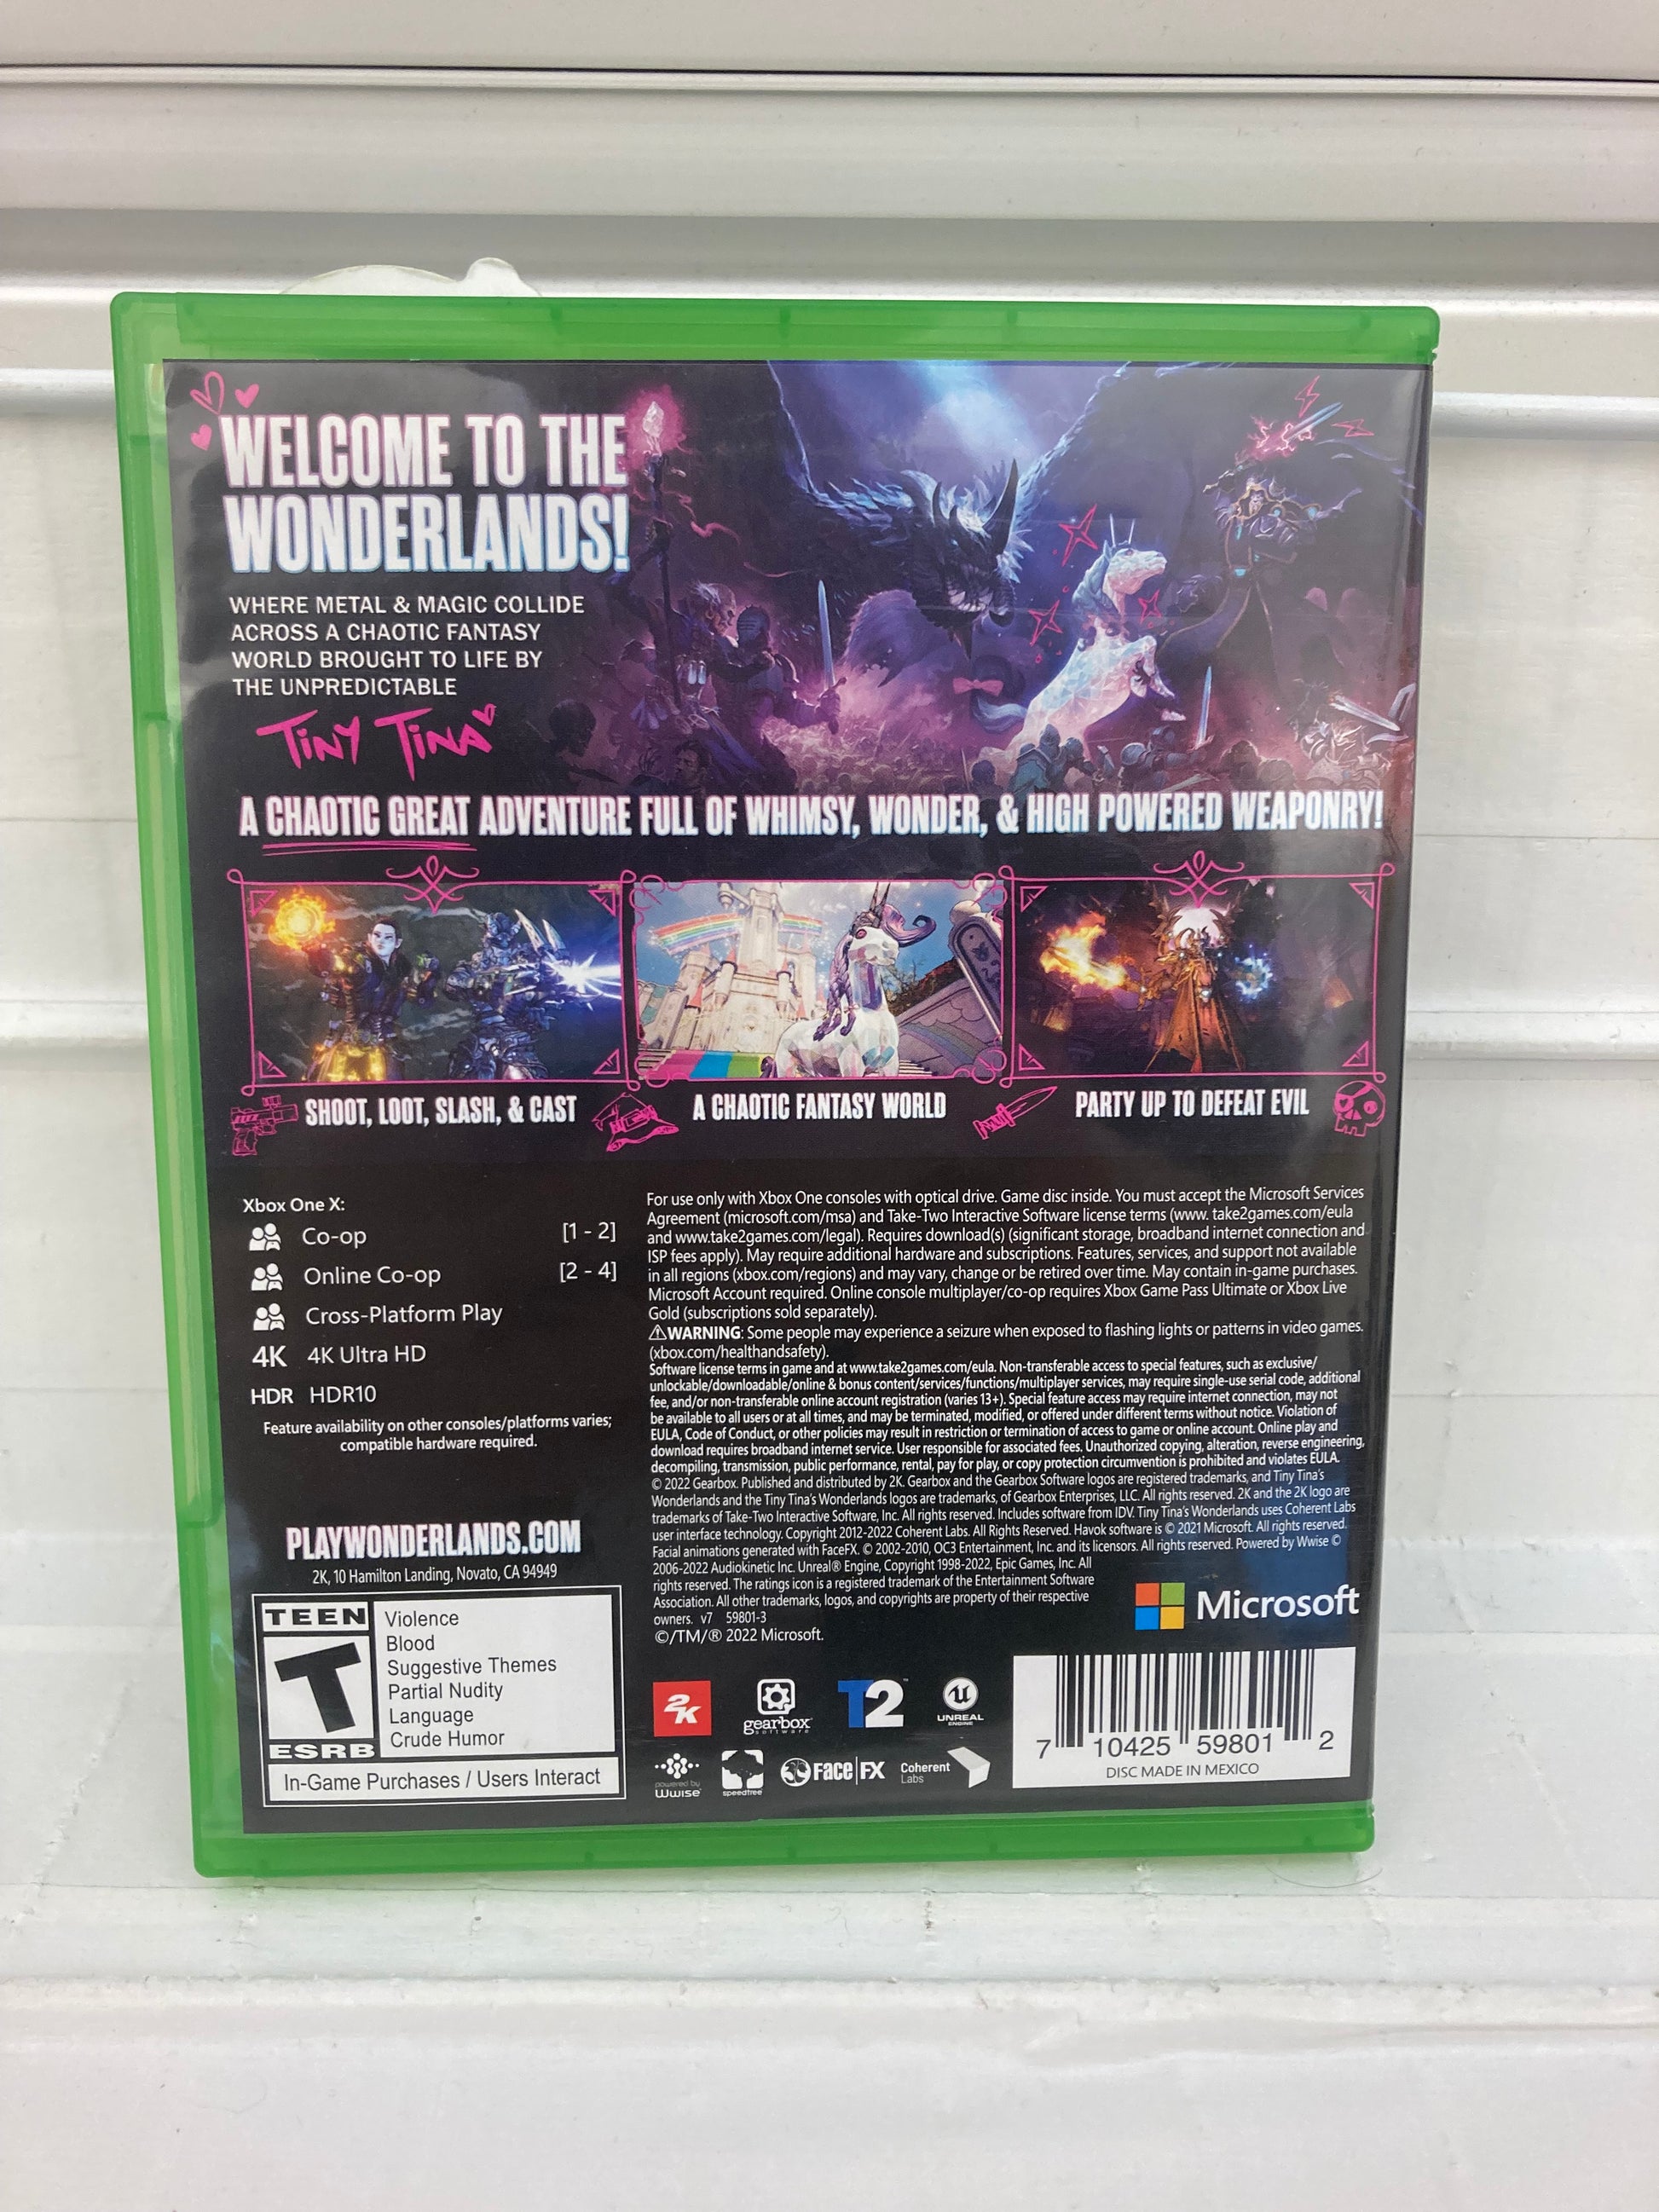 WELCOME TO THE
WONDERLANDS!
WHERE METAL & MAGIC COLLIDE
ACROSS A CHAOTIC FANTASY
WORLD BROUGHT TO LIFE BY
THE UNPREDICTABLE
TINY TINA
A CHAOTIC GREAT ADVENTURE FULL OF WHIMSY, WONDER, & HIGH POWERED WEAPONRY!
SHOOT, LOOT, SLASH, & CAST
A CHAOTIC FANTASY WORLD
PARTY UP TO DEFEAT EVIL
Xbox One X:
Co-op [1 - 2]
Online Co-op [2 - 4]
Cross-Platform Play
4K 4K Ultra HD
HDR HDR10
Feature availability on other consoles/platforms varies;
compatible hardware required.
PLAYWONDERLANDS.COM
2K, 10 Hamilton Landing, Novato, CA 94949
TEEN
T
ESRB
Violence
Blood
Suggestive Themes
Partial Nudity
Language
Crude Humor
In-Game Purchases / Users Interact
For use only with Xbox One consoles with optical drive. Game disc inside. You must accept the Microsoft Services
Agreement (microsoft.com/msa) and Take-Two Interactive Software license terms (www. take2games.com/eula
and www.take2games.com/legal). Requires download(s) (significant storage, broadband internet connection and
ISP fees apply). May require additional hardware and subscriptions. Features, services, and support not available
in all regions (xbox.com/regions) and may vary, change or be retired over time. May contain in-game purchases.
Microsoft Account required. Online console multiplayer/co-op requires Xbox Game Pass Ultimate or Xbox Live
Gold (subscriptions sold separately).
⚠WARNING: Some people may experience a seizure when exposed to flashing lights or patterns in video games.
(xbox.com/healthandsafety).
Software license terms in game and at www.take2games.com/eula. Non-transferable access to special features, such as exclusive/
unlockable/downloadable/online & bonus content/services/functions/multiplayer services, may require single-use serial code, additional
fee, and/or non-transferable online account registration (varies 13+). Special feature access may require internet connection, may not
be available to all users or at all times, and may be terminated, modified, or offered under different terms without notice. Violation of
EULA, Code of Conduct, or other policies may result in restriction or termination of access to game or online account. Online play and
download requires broadband internet service. User responsible for associated fees. Unauthorized copying, alteration, reverse engineering,
decompiling, transmission, public performance, rental, pay for play, or copy protection circumvention is prohibited and violates EULA.
© 2022 Gearbox. Published and distributed by 2K. Gearbox and the Gearbox Software logos are registered trademarks, and Tiny Tina's
Wonderlands and the Tiny Tina's Wonderlands logos are trademarks, of Gearbox Enterprises, LLC. All rights reserved. 2K and the 2K logo are
trademarks of Take-Two Interactive Software, Inc. All rights reserved. Includes software from IDV. Tiny Tina's Wonderlands uses Coherent Labs
user interface technology. Copyright 2012-2022 Coherent Labs. All Rights Reserved. Havok software is © 2021 Microsoft. All rights reserved.
Facial animations generated with FaceFX. © 2002-2010, OC3 Entertainment, Inc. and its licensors. All rights reserved. Powered by Wwise ©
2006-2022 Audiokinetic Inc. Unreal® Engine, Copyright 1998-2022, Epic Games, Inc. All
rights reserved. The ratings icon is a registered trademark of the Entertainment Software
Association. All other trademarks, logos, and copyrights are property of their respective
owners. v7 59801-3
©/TM/® 2022 Microsoft.
Microsoft
2K
gearbox software
T2
UNREAL ENGINE
powered by Wwise
speedtree
Face|FX
Coherent Labs
7 10425 59801 2
DISC MADE IN MEXICO